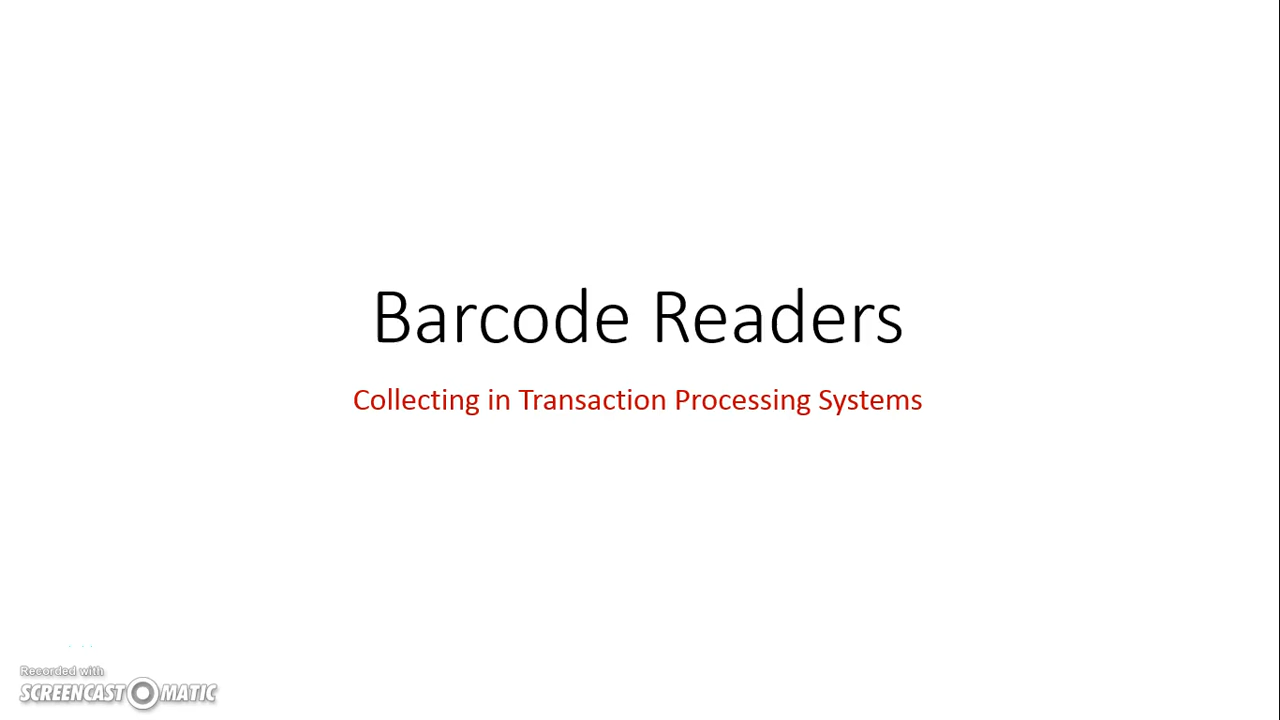 Barcode Readers
Collecting in Transaction Processing Systems
Recorded with
SCREENCAST MATIC